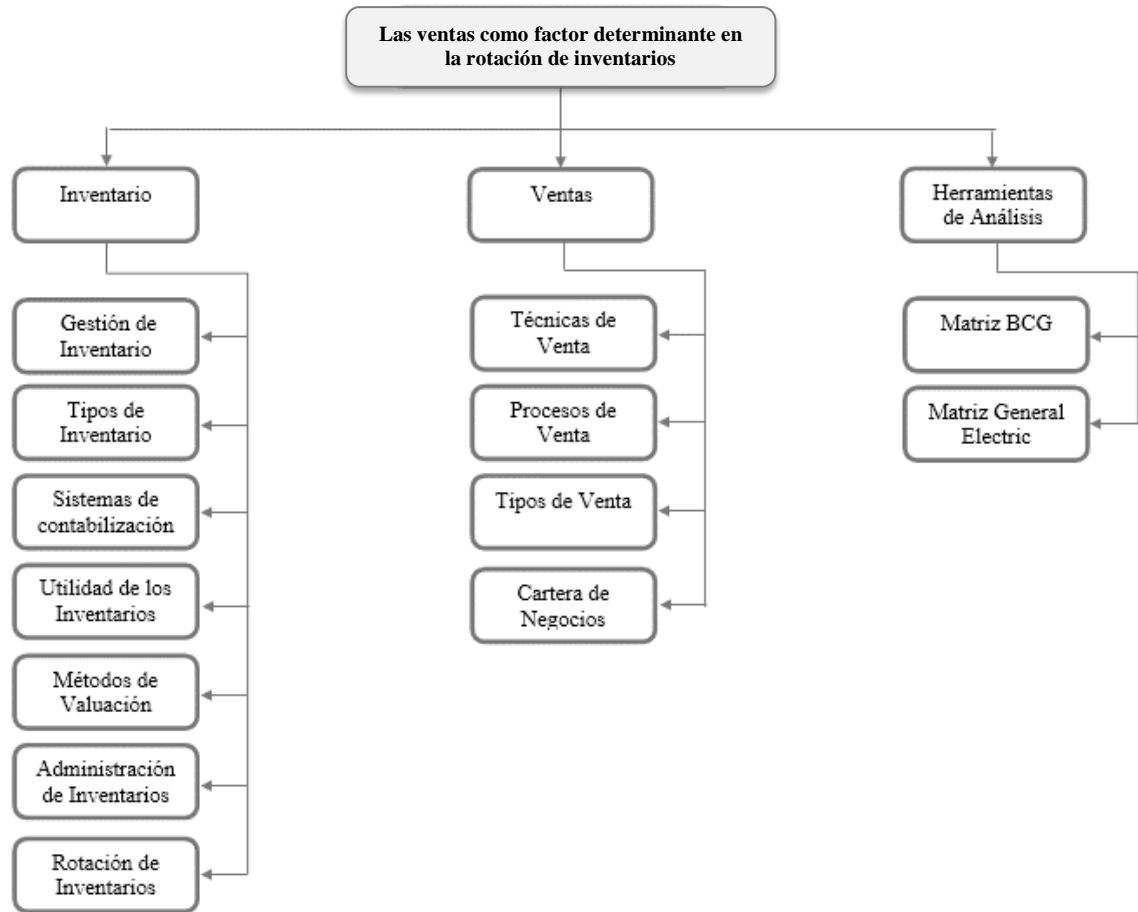 Las ventas como factor determinante en
la rotación de inventarios
Inventario
Ventas
Herramientas
de Análisis
Gestión de
Inventario
Tipos de
Inventario
Sistemas de
contabilización
Utilidad de los
Inventarios
Métodos de
Valuación
Administración
de Inventarios
Rotación de
Inventarios
Técnicas de
Venta
Procesos de
Venta
Tipos de Venta
Cartera de
Negocios
Matriz BCG
Matriz General
Electric